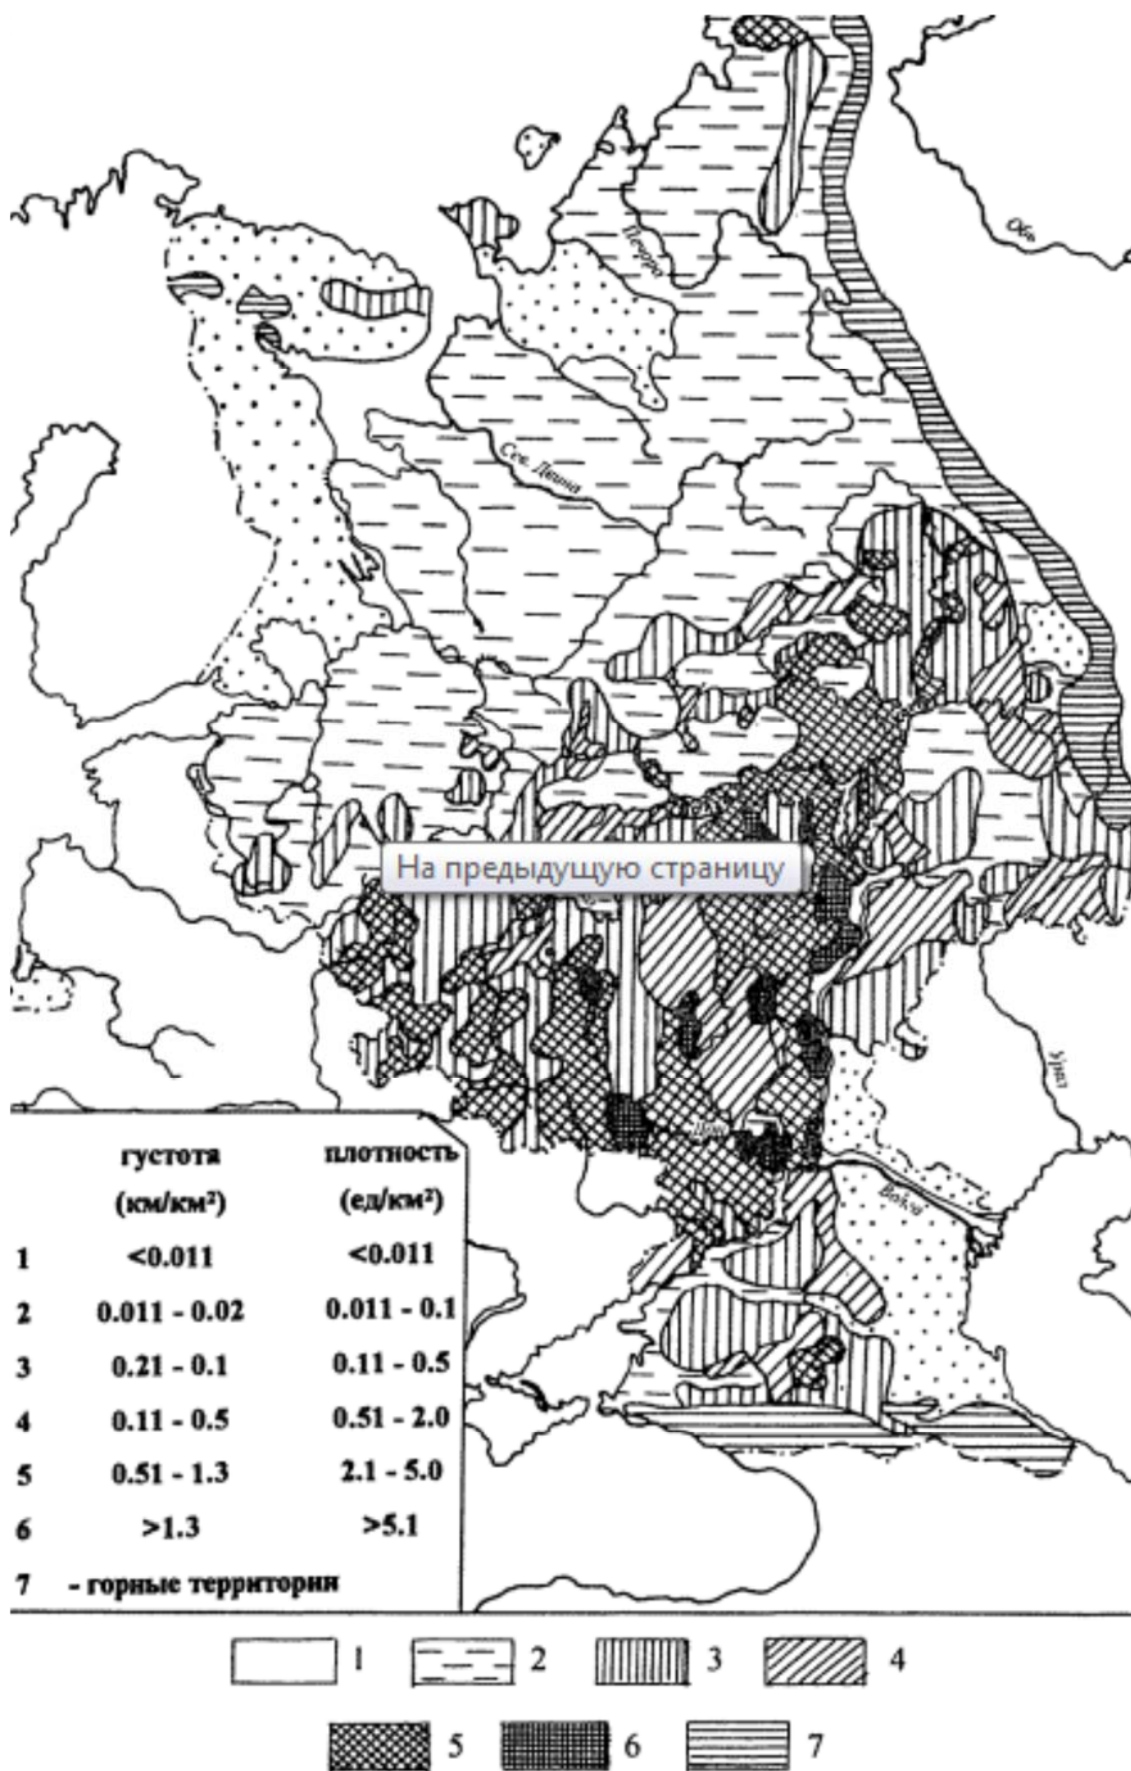 Обь
Печора
Сев. Двина
На предыдущую страницу
Урал
Дон
Волга
густота плотность
(км/км²) (ед/км²)
1 <0.011 <0.011
2 0.011 - 0.02 0.011 - 0.1
3 0.21 - 0.1 0.11 - 0.5
4 0.11 - 0.5 0.51 - 2.0
5 0.51 - 1.3 2.1 - 5.0
6 >1.3 >5.1
7 - горные территории
1 2 3 4
5 6 7